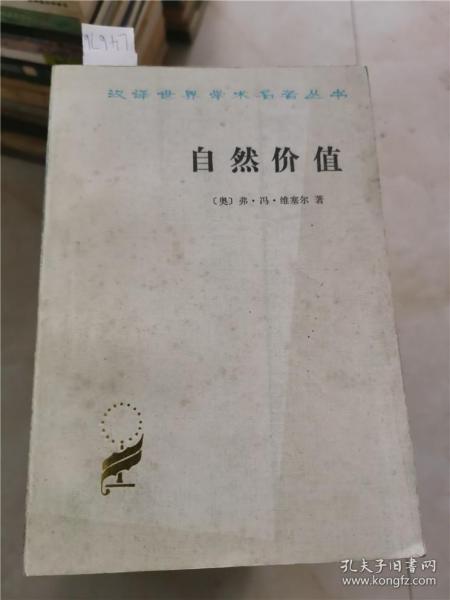 汉译世界学术名著丛书
自然价值
〔奥〕弗·冯·维塞尔 著
孔夫子旧书网
www.kongfz.com